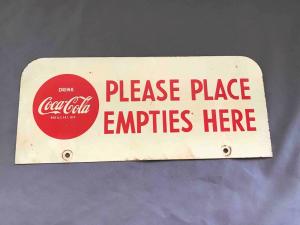 DRINK
Coca-Cola
PLEASE PLACE
EMPTIES HERE